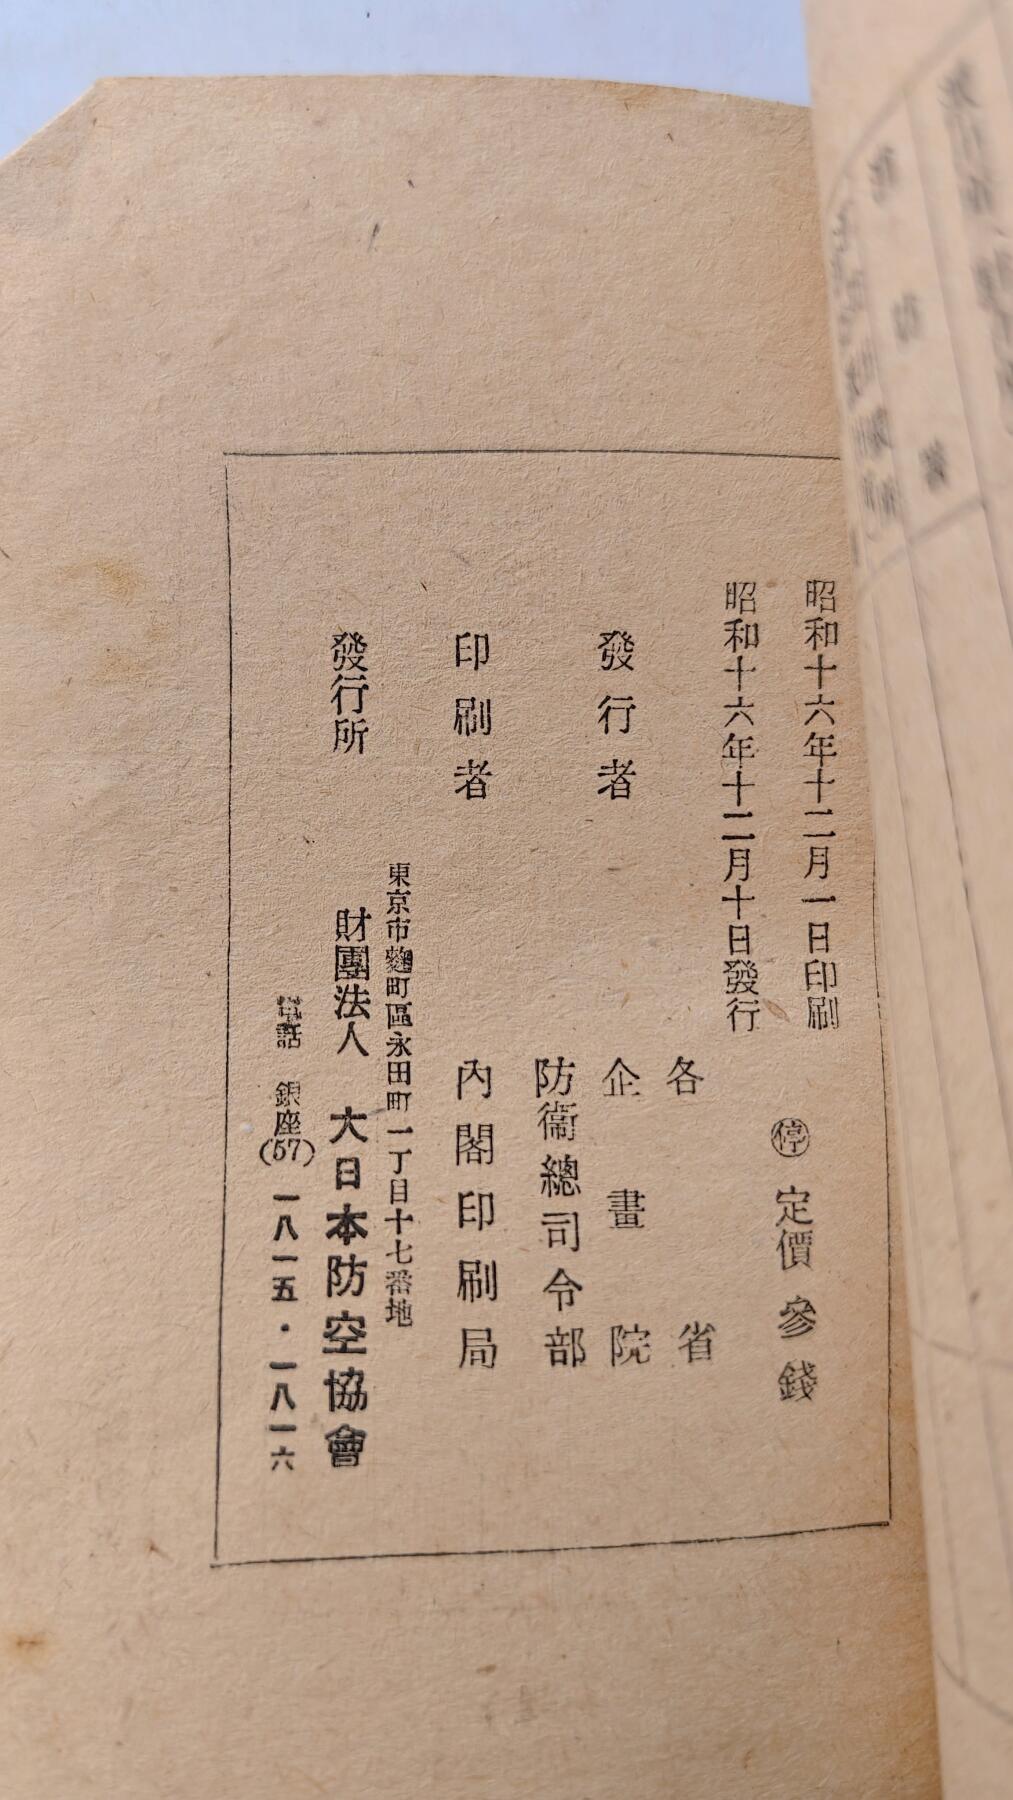 昭和十六年十二月一日印刷
昭和十六年十二月十日發行
停 定價參錢
發行者
各省
企畫院
防衞總司令部
印刷者 內閣印刷局
東京市麴町區永田町一丁目十七番地
發行所 財團法人 大日本防空協會
電話 銀座(57)一八一五・一八一六